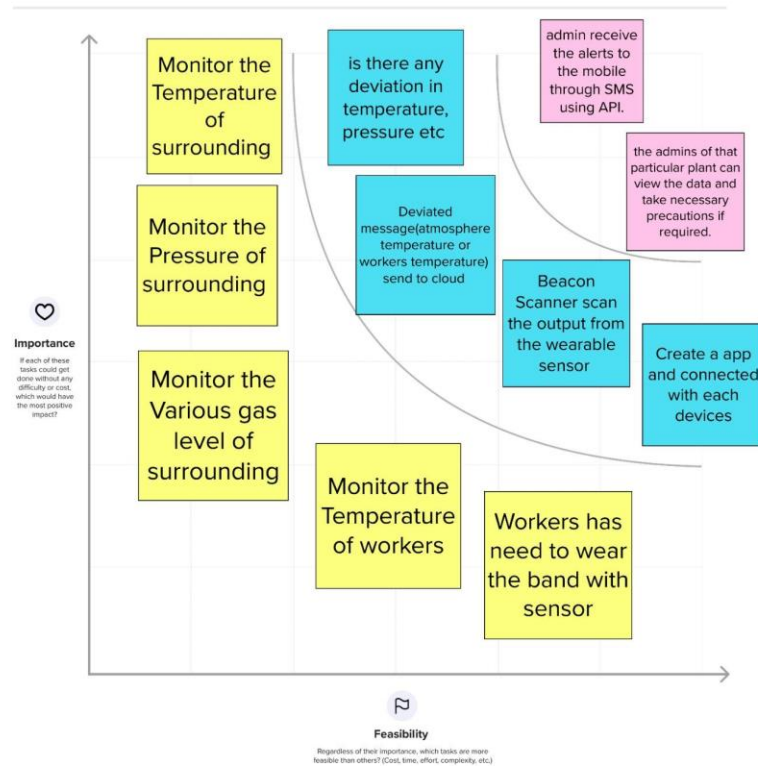 Monitor the
Temperature
of
surrounding
is there any
deviation in
temperature,
pressure etc
admin receive
the alerts to
the mobile
through SMS
using API.
the admins of that
particular plant can
view the data and
take necessary
precautions if
required.
Monitor the
Pressure of
surrounding
Deviated
message(atmosphere
temperature or
workers temperature)
send to cloud
Beacon
Scanner scan
the output from
the wearable
sensor
Create a app
and connected
with each
devices
Importance
If each of these
tasks could get
done without any
difficulty or cost,
which would have
the most positive
impact?
Monitor the
Various gas
level of
surrounding
Monitor the
Temperature
of workers
Workers has
need to wear
the band with
sensor
Feasibility
Regardless of their importance, which tasks are more
feasible than others? (Cost, time, effort, complexity, etc.)